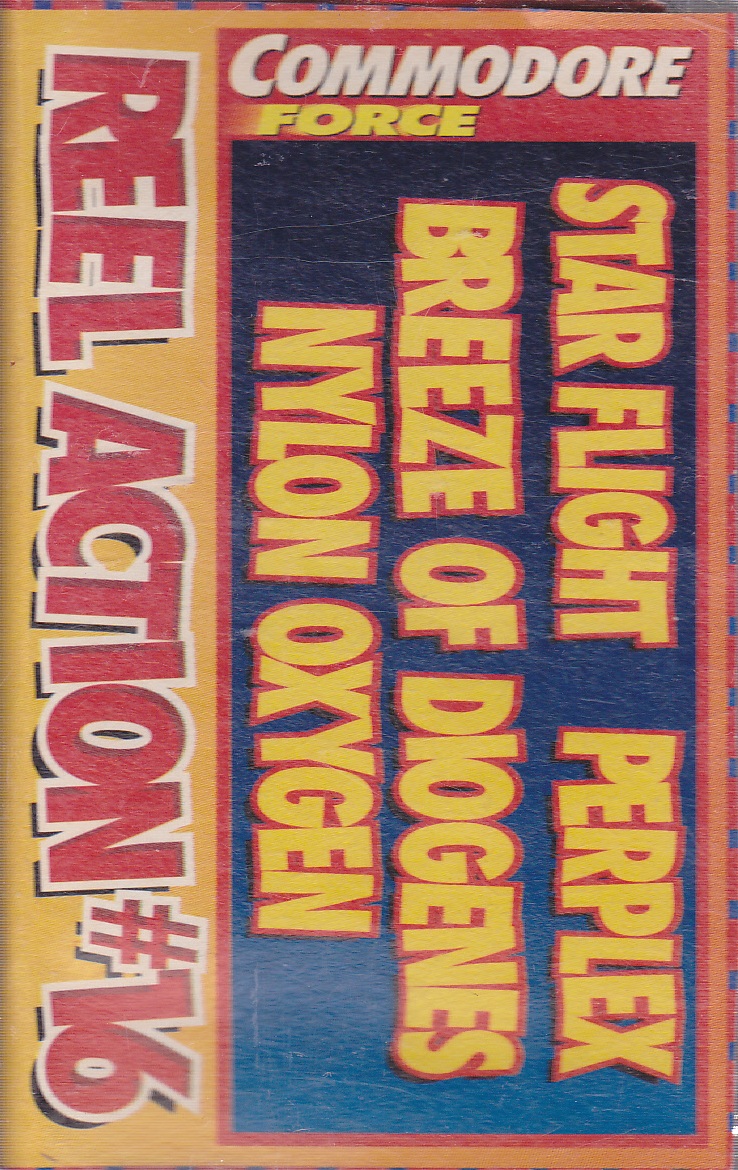 COMMODORE
FORCE
STAR FLIGHT PERPLEX
BREEZE OF DIOGENES
NYLON OXYGEN
REEL ACTION #16